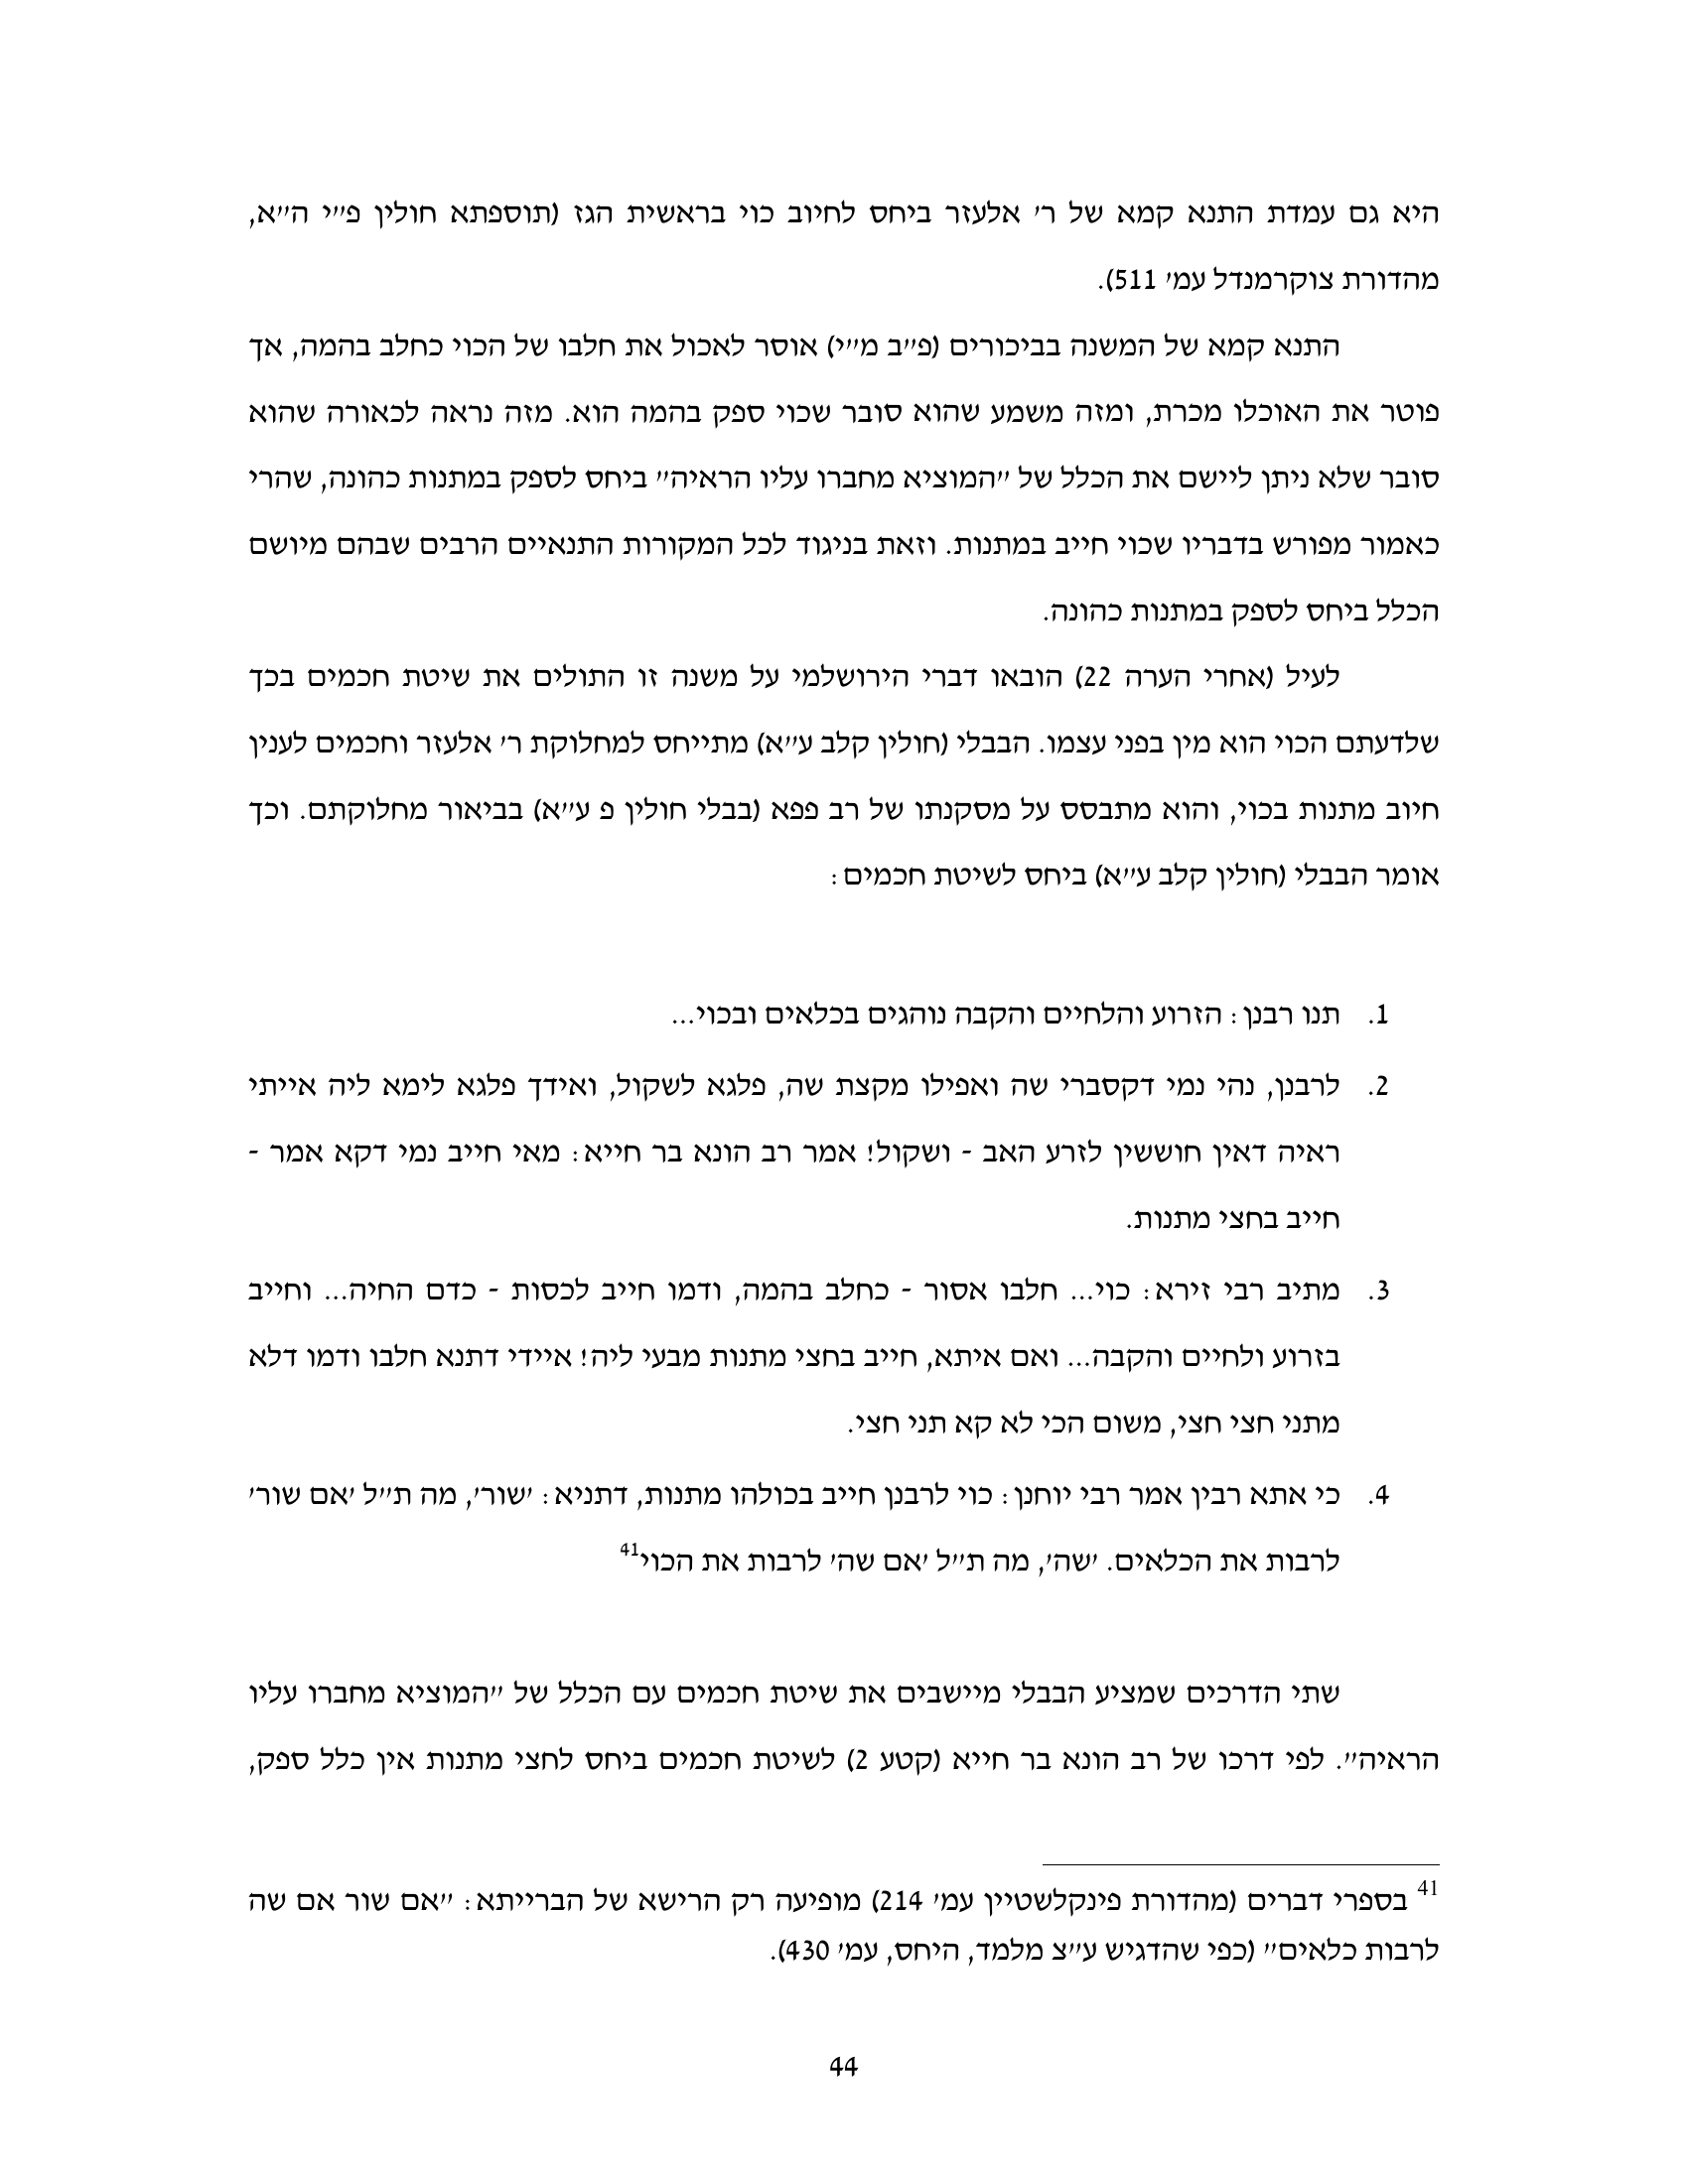 היא גם עמדת התנא קמא של ר' אלעזר ביחס לחיוב כוי בראשית הגז (תוספתא חולין פ"י ה"א,
מהדורת צוקרמנדל עמ' 511).
התנא קמא של המשנה בביכורים (פ"ב מ"י) אוסר לאכול את חלבו של הכוי כחלב בהמה, אך
פוטר את האוכלו מכרת, ומזה משמע שהוא סובר שכוי ספק בהמה הוא. מזה נראה לכאורה שהוא
סובר שלא ניתן ליישם את הכלל של "המוציא מחברו עליו הראיה" ביחס לספק במתנות כהונה, שהרי
כאמור מפורש בדבריו שכוי חייב במתנות. וזאת בניגוד לכל המקורות התנאיים הרבים שבהם מיושם
הכלל ביחס לספק במתנות כהונה.
לעיל (אחרי הערה 22) הובאו דברי הירושלמי על משנה זו התולים את שיטת חכמים בכך
שלדעתם הכוי הוא מין בפני עצמו. הבבלי (חולין קלב ע"א) מתייחס למחלוקת ר' אלעזר וחכמים לענין
חיוב מתנות בכוי, והוא מתבסס על מסקנתו של רב פפא (בבלי חולין פ ע"א) בביאור מחלוקתם. וכך
אומר הבבלי (חולין קלב ע"א) ביחס לשיטת חכמים:
1. תנו רבנן: הזרוע והלחיים והקבה נוהגים בכלאים ובכוי...
2. לרבנן, נהי נמי דקסברי שה ואפילו מקצת שה, פלגא לשקול, ואידך פלגא לימא ליה אייתי
ראיה דאין חוששין לזרע האב - ושקול! אמר רב הונא בר חייא: מאי חייב נמי דקא אמר -
חייב בחצי מתנות.
3. מתיב רבי זירא: כוי... חלבו אסור - כחלב בהמה, ודמו חייב לכסות - כדם החיה... וחייב
בזרוע ולחיים והקבה... ואם איתא, חייב בחצי מתנות מבעי ליה! איידי דתנא חלבו ודמו דלא
מתני חצי חצי, משום הכי לא קא תני חצי.
4. כי אתא רבין אמר רבי יוחנן: כוי לרבנן חייב בכולהו מתנות, דתניא: 'שור', מה ת"ל 'אם שור'
לרבות את הכלאים. 'שה', מה ת"ל 'אם שה' לרבות את הכוי41
שתי הדרכים שמציע הבבלי מיישבים את שיטת חכמים עם הכלל של "המוציא מחברו עליו
הראיה". לפי דרכו של רב הונא בר חייא (קטע 2) לשיטת חכמים ביחס לחצי מתנות אין כלל ספק,
41 בספרי דברים (מהדורת פינקלשטיין עמ' 214) מופיעה רק הרישא של הברייתא: "אם שור אם שה
לרבות כלאים" (כפי שהדגיש ע"צ מלמד, היחס, עמ' 430).
44